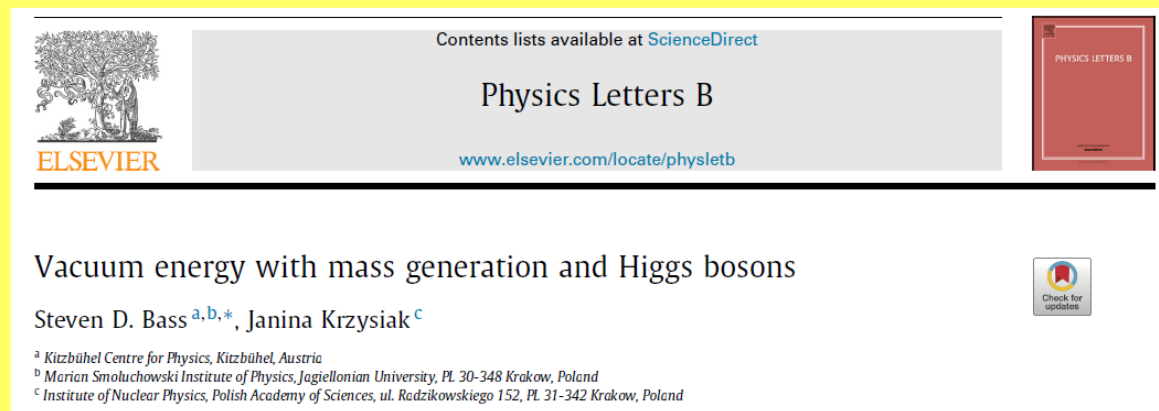 Contents lists available at ScienceDirect
Physics Letters B
www.elsevier.com/locate/physletb
ELSEVIER
PHYSICS LETTERS B
Vacuum energy with mass generation and Higgs bosons
Check for
updates
Steven D. Bass a,b,*, Janina Krzysiak c
a Kitzbühel Centre for Physics, Kitzbühel, Austria
b Marian Smoluchowski Institute of Physics, Jagiellonian University, PL 30-348 Krakow, Poland
c Institute of Nuclear Physics, Polish Academy of Sciences, ul. Radzikowskiego 152, PL 31-342 Krakow, Poland